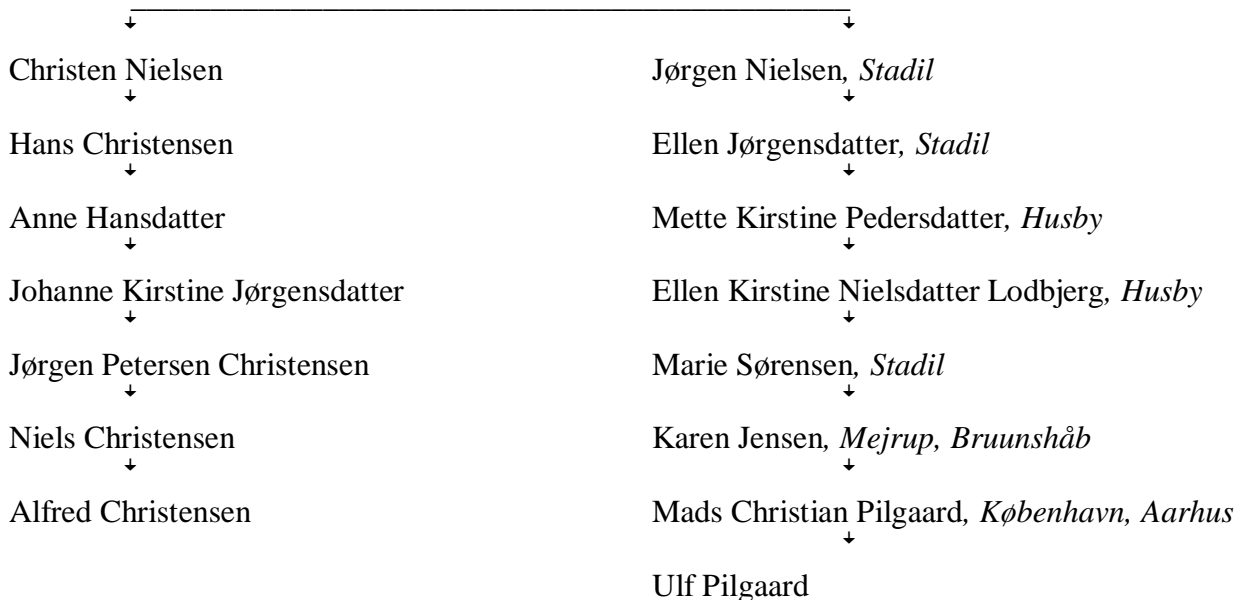 Christen Nielsen
Jørgen Nielsen, Stadil
Hans Christensen
Ellen Jørgensdatter, Stadil
Anne Hansdatter
Mette Kirstine Pedersdatter, Husby
Johanne Kirstine Jørgensdatter
Ellen Kirstine Nielsdatter Lodbjerg, Husby
Jørgen Petersen Christensen
Marie Sørensen, Stadil
Niels Christensen
Karen Jensen, Mejrup, Bruunshåb
Alfred Christensen
Mads Christian Pilgaard, København, Aarhus
Ulf Pilgaard